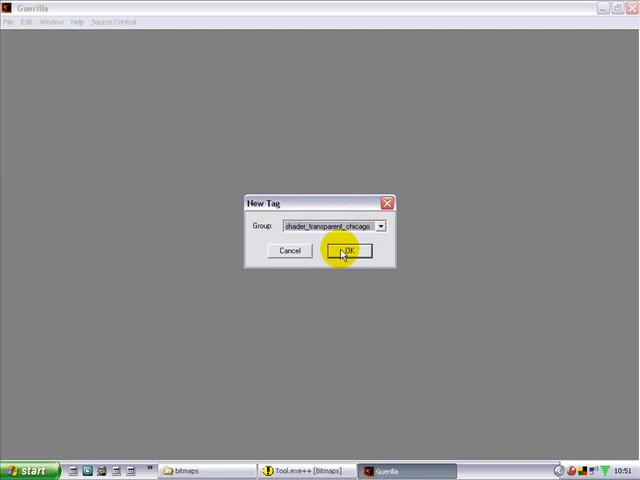 Guerilla
File Edit Window Help Source Control
New Tag
Group: shader_transparent_chicago
Cancel OK
start » bitmaps Tool.exe++ [Bitmaps] Guerilla 10:51